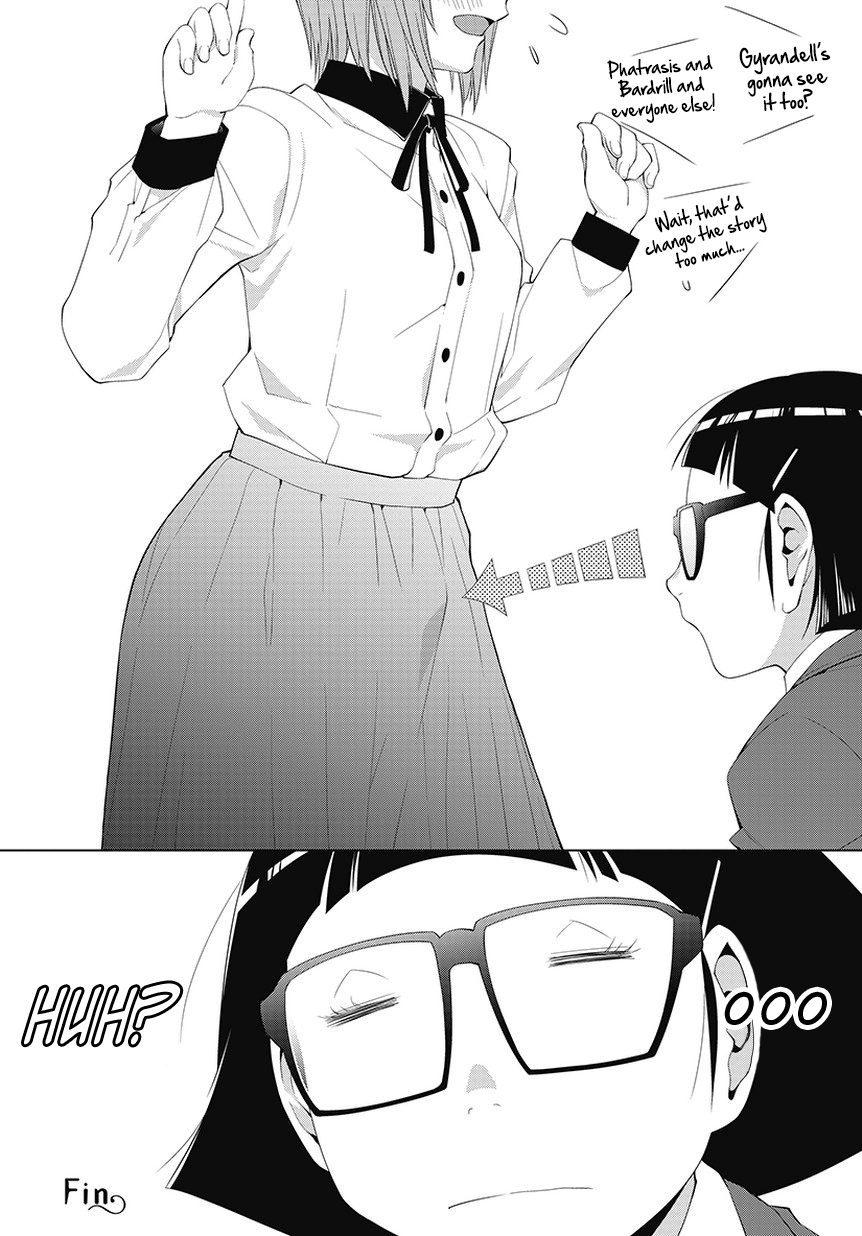 Gyrandell's
gonna see
it too?
Phatrasis and
Bardrill and
everyone else!
Wait, that'd
change the story
too much...
HUH?
OOO
Fin.